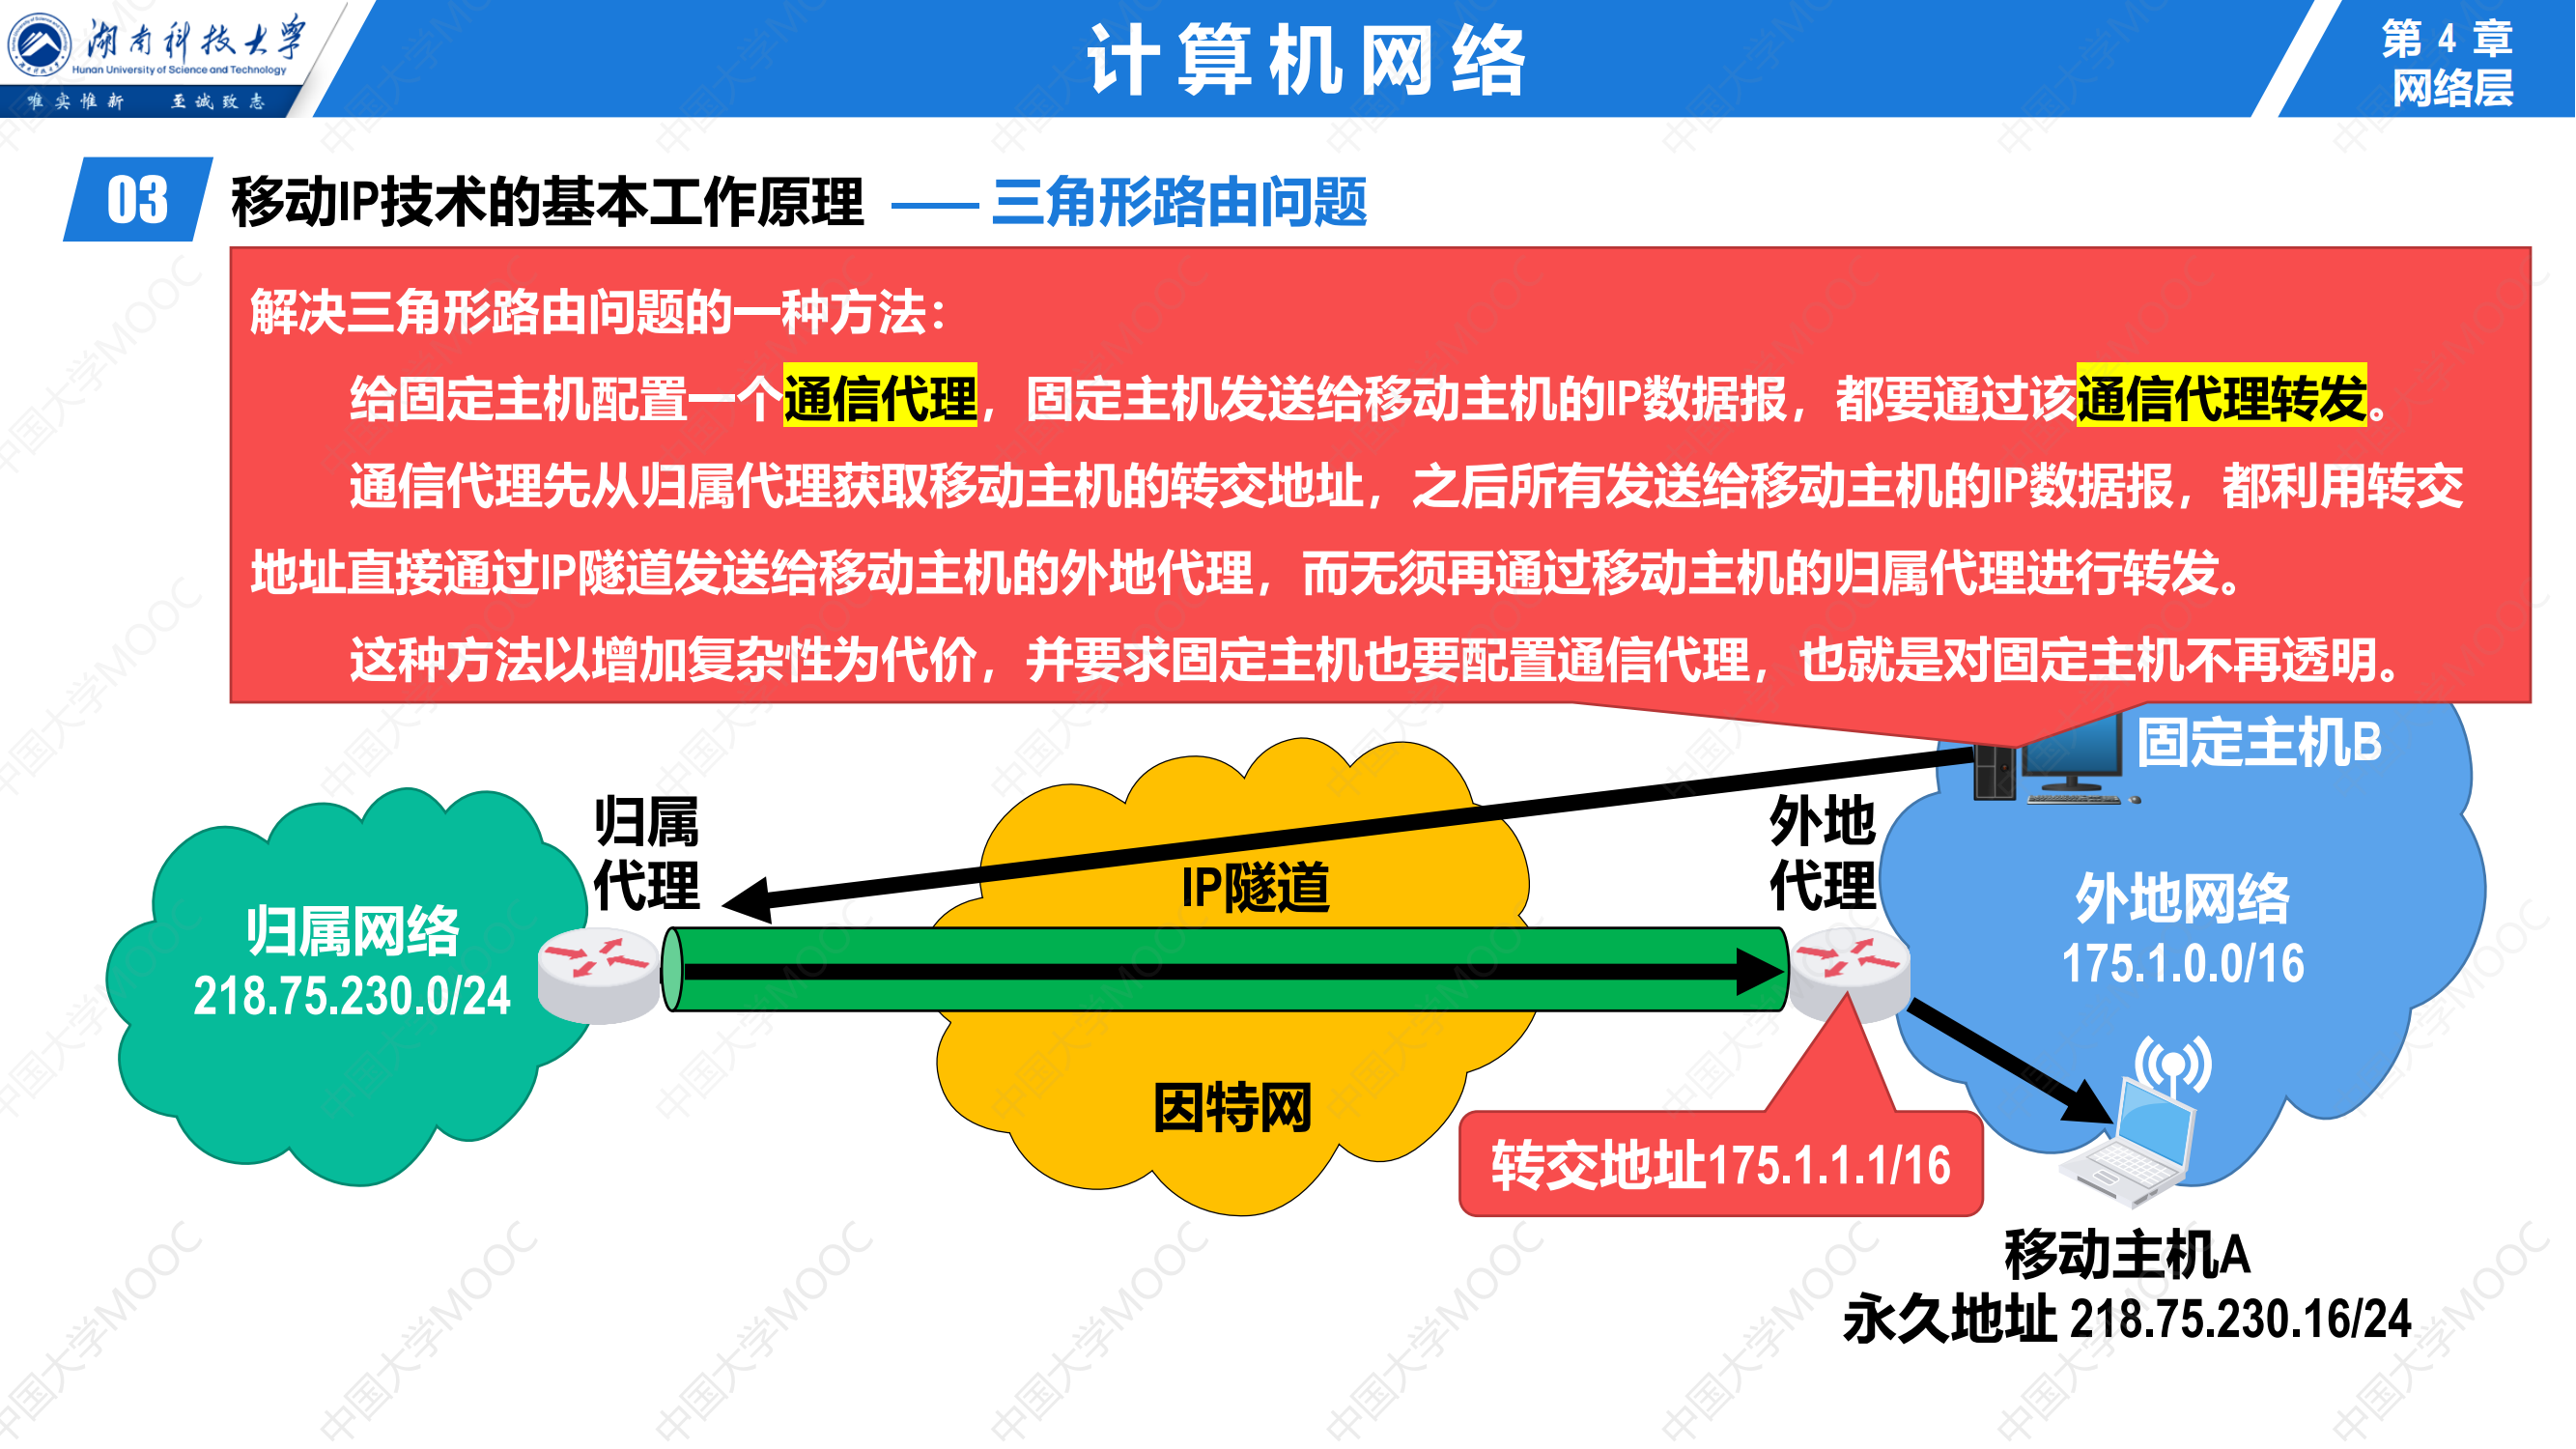 湖南科技大学
Hunan University of Science and Technology
唯实惟新 至诚致志
计算机网络
第 4 章
网络层
03
移动IP技术的基本工作原理 —— 三角形路由问题
解决三角形路由问题的一种方法：
给固定主机配置一个通信代理，固定主机发送给移动主机的IP数据报，都要通过该通信代理转发。
通信代理先从归属代理获取移动主机的转交地址，之后所有发送给移动主机的IP数据报，都利用转交
地址直接通过IP隧道发送给移动主机的外地代理，而无须再通过移动主机的归属代理进行转发。
这种方法以增加复杂性为代价，并要求固定主机也要配置通信代理，也就是对固定主机不再透明。
固定主机B
归属
代理
外地
代理
IP隧道
归属网络
218.75.230.0/24
外地网络
175.1.0.0/16
因特网
转交地址175.1.1.1/16
移动主机A
永久地址 218.75.230.16/24
中国大学MOOC